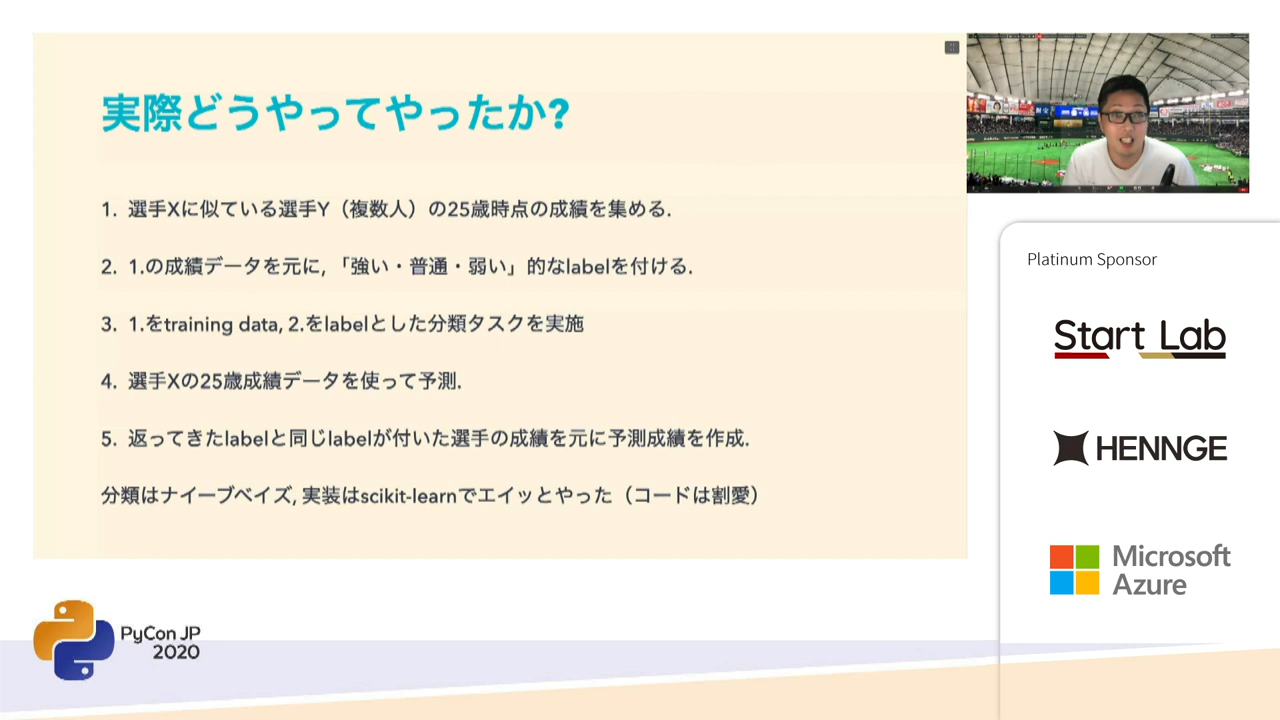 実際どうやってやったか?
1. 選手Xに似ている選手Y（複数人）の25歳時点の成績を集める.
2. 1.の成績データを元に, 「強い・普通・弱い」的なlabelを付ける.
3. 1.をtraining data, 2.をlabelとした分類タスクを実施
4. 選手Xの25歳成績データを使って予測.
5. 返ってきたlabelと同じlabelが付いた選手の成績を元に予測成績を作成.
分類はナイーブベイズ, 実装はscikit-learnでエイッとやった（コードは割愛）
Platinum Sponsor
Start Lab
HENNGE
Microsoft
Azure
PyCon JP
2020